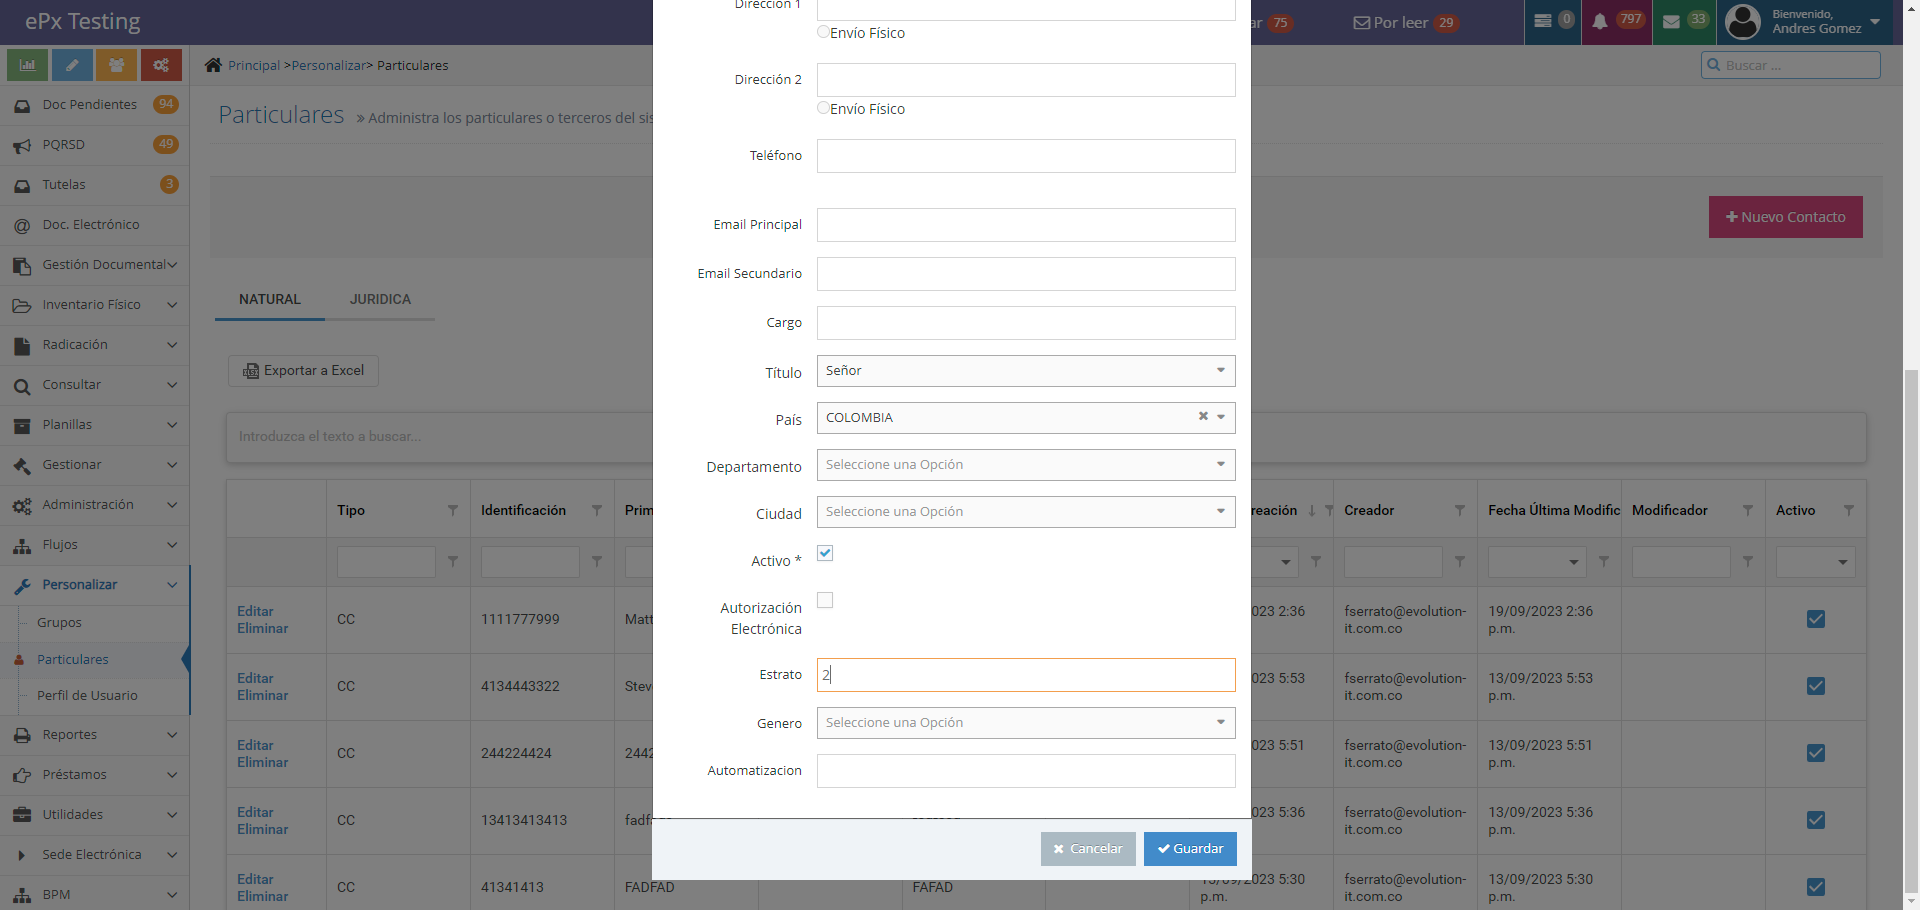 ePx Testing
ar 75
Por leer 29
0
797
33
Bienvenido,
Andres Gomez
Principal >Personalizar> Particulares
Buscar ...
Doc Pendientes 94
PQRSD 49
Tutelas 3
Doc. Electrónico
Gestión Documental
Inventario Físico
Radicación
Consultar
Planillas
Gestionar
Administración
Flujos
Personalizar
Grupos
Particulares
Perfil de Usuario
Reportes
Préstamos
Utilidades
Sede Electrónica
BPM
Particulares » Administra los particulares o terceros del sis
Nuevo Contacto
NATURAL JURIDICA
Exportar a Excel
Introduzca el texto a buscar...
Dirección 1
Envío Físico
Dirección 2
Envío Físico
Teléfono
Email Principal
Email Secundario
Cargo
Título Señor
País COLOMBIA
Departamento Seleccione una Opción
Ciudad Seleccione una Opción
Activo *
Autorización
Electrónica
Estrato 2
Genero Seleccione una Opción
Automatizacion
Cancelar Guardar
Tipo Identificación Prim reación Creador Fecha Última Modific Modificador Activo
Editar
Eliminar
CC 1111777999 Matt 023 2:36
fserrato@evolution-
it.com.co
19/09/2023 2:36
p.m.
Editar
Eliminar
CC 4134443322 Stev 023 5:53
fserrato@evolution-
it.com.co
13/09/2023 5:53
p.m.
Editar
Eliminar
CC 244224424 2442 023 5:51
fserrato@evolution-
it.com.co
13/09/2023 5:51
p.m.
Editar
Eliminar
CC 13413413413 fadf 023 5:36
fserrato@evolution-
it.com.co
13/09/2023 5:36
p.m.
Editar
Eliminar
CC 41341413 FADFAD FAFAD
13/09/2023 5:30
p.m.
fserrato@evolution-
it.com.co
13/09/2023 5:30
p.m.